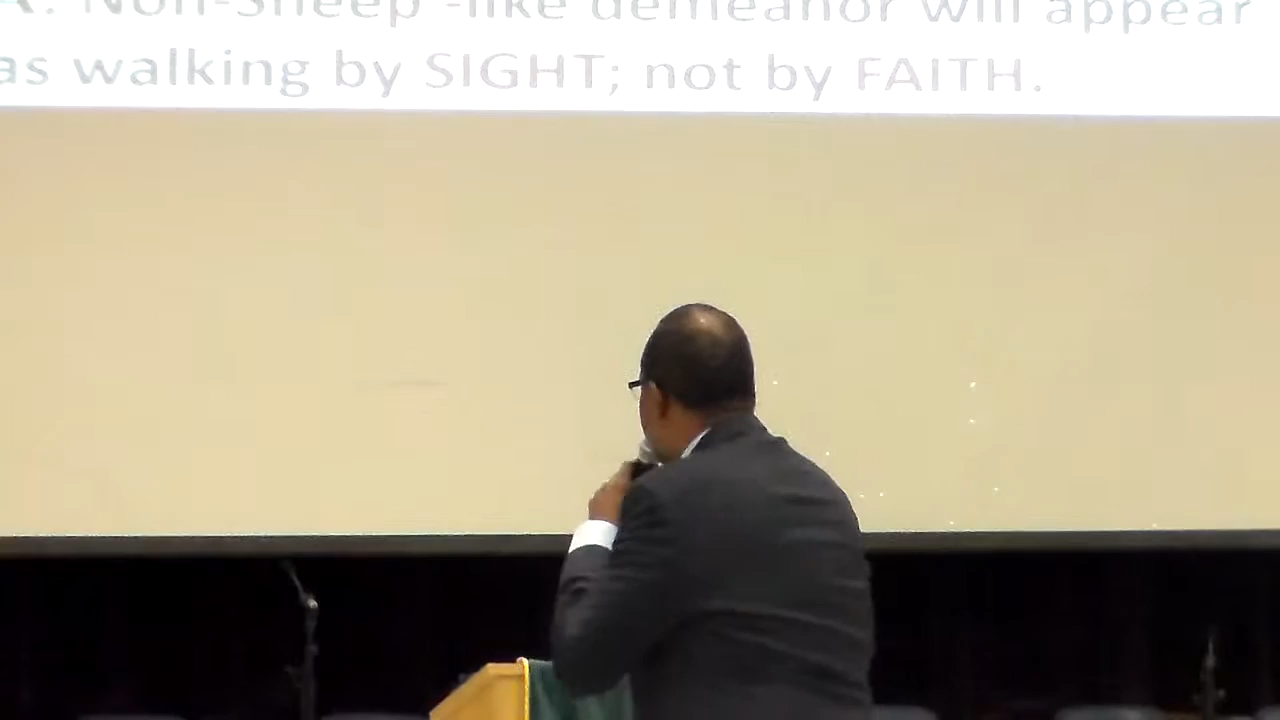 A. Non-Sheep -like demeanor will appear
as walking by SIGHT; not by FAITH.